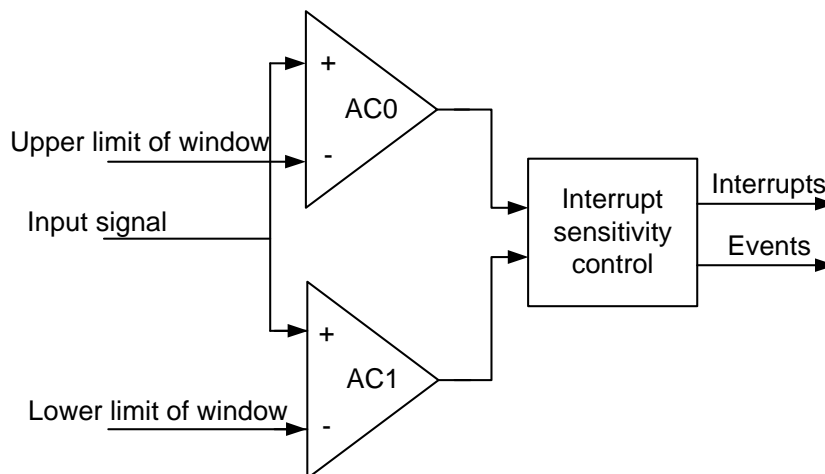 +
AC0
Upper limit of window
-
Input signal
Interrupt
sensitivity
control
Interrupts
Events
+
AC1
Lower limit of window
-